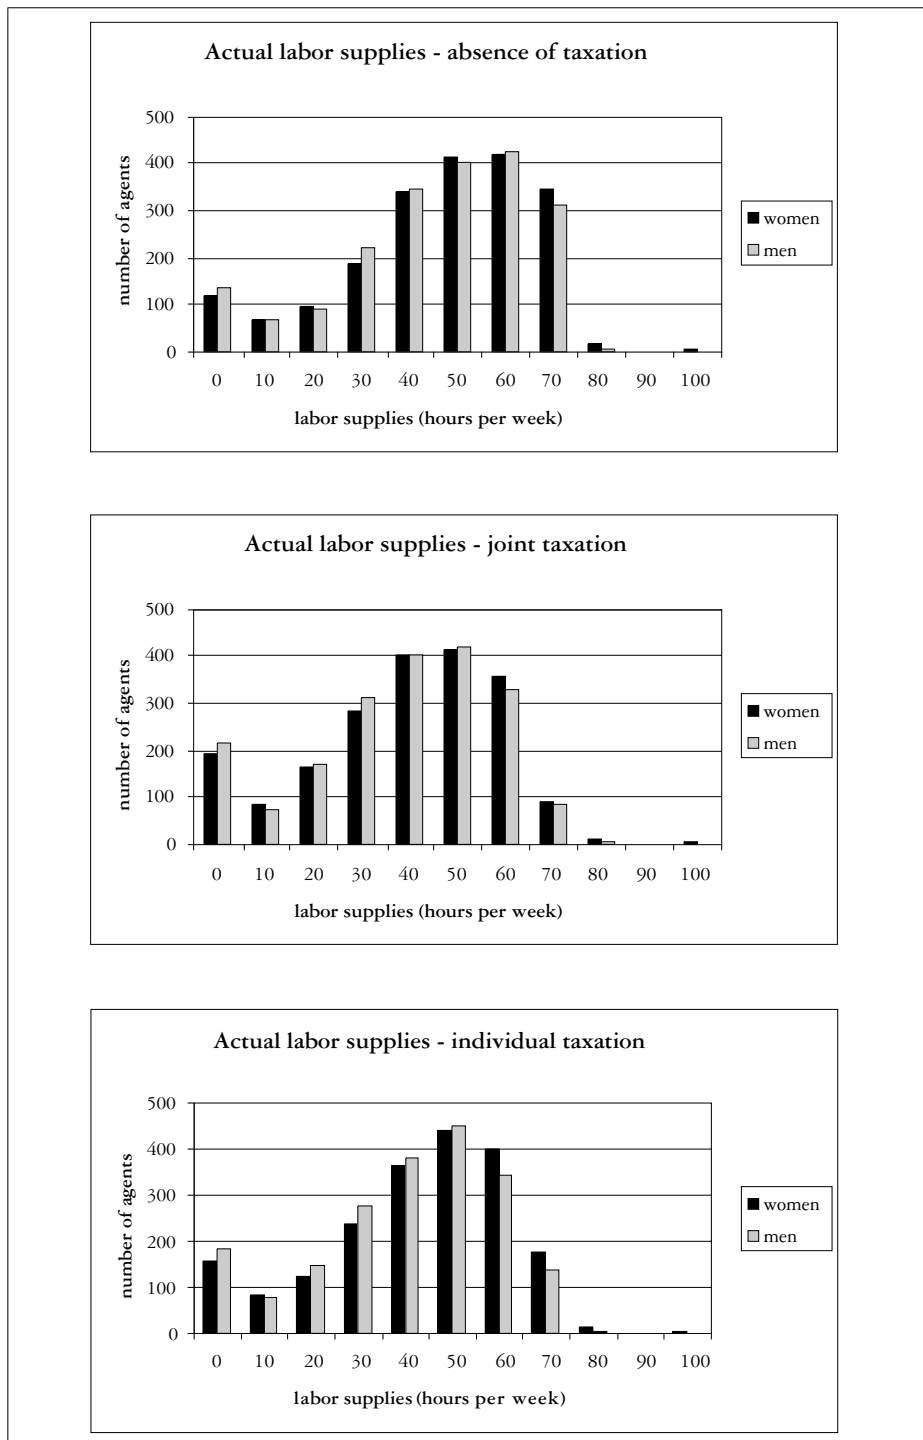 Actual labor supplies - absence of taxation
500
400
300
200
100
0
number of agents
0 10 20 30 40 50 60 70 80 90 100
labor supplies (hours per week)
women
men
Actual labor supplies - joint taxation
500
400
300
200
100
0
number of agents
0 10 20 30 40 50 60 70 80 90 100
labor supplies (hours per week)
women
men
Actual labor supplies - individual taxation
500
400
300
200
100
0
number of agents
0 10 20 30 40 50 60 70 80 90 100
labor supplies (hours per week)
women
men